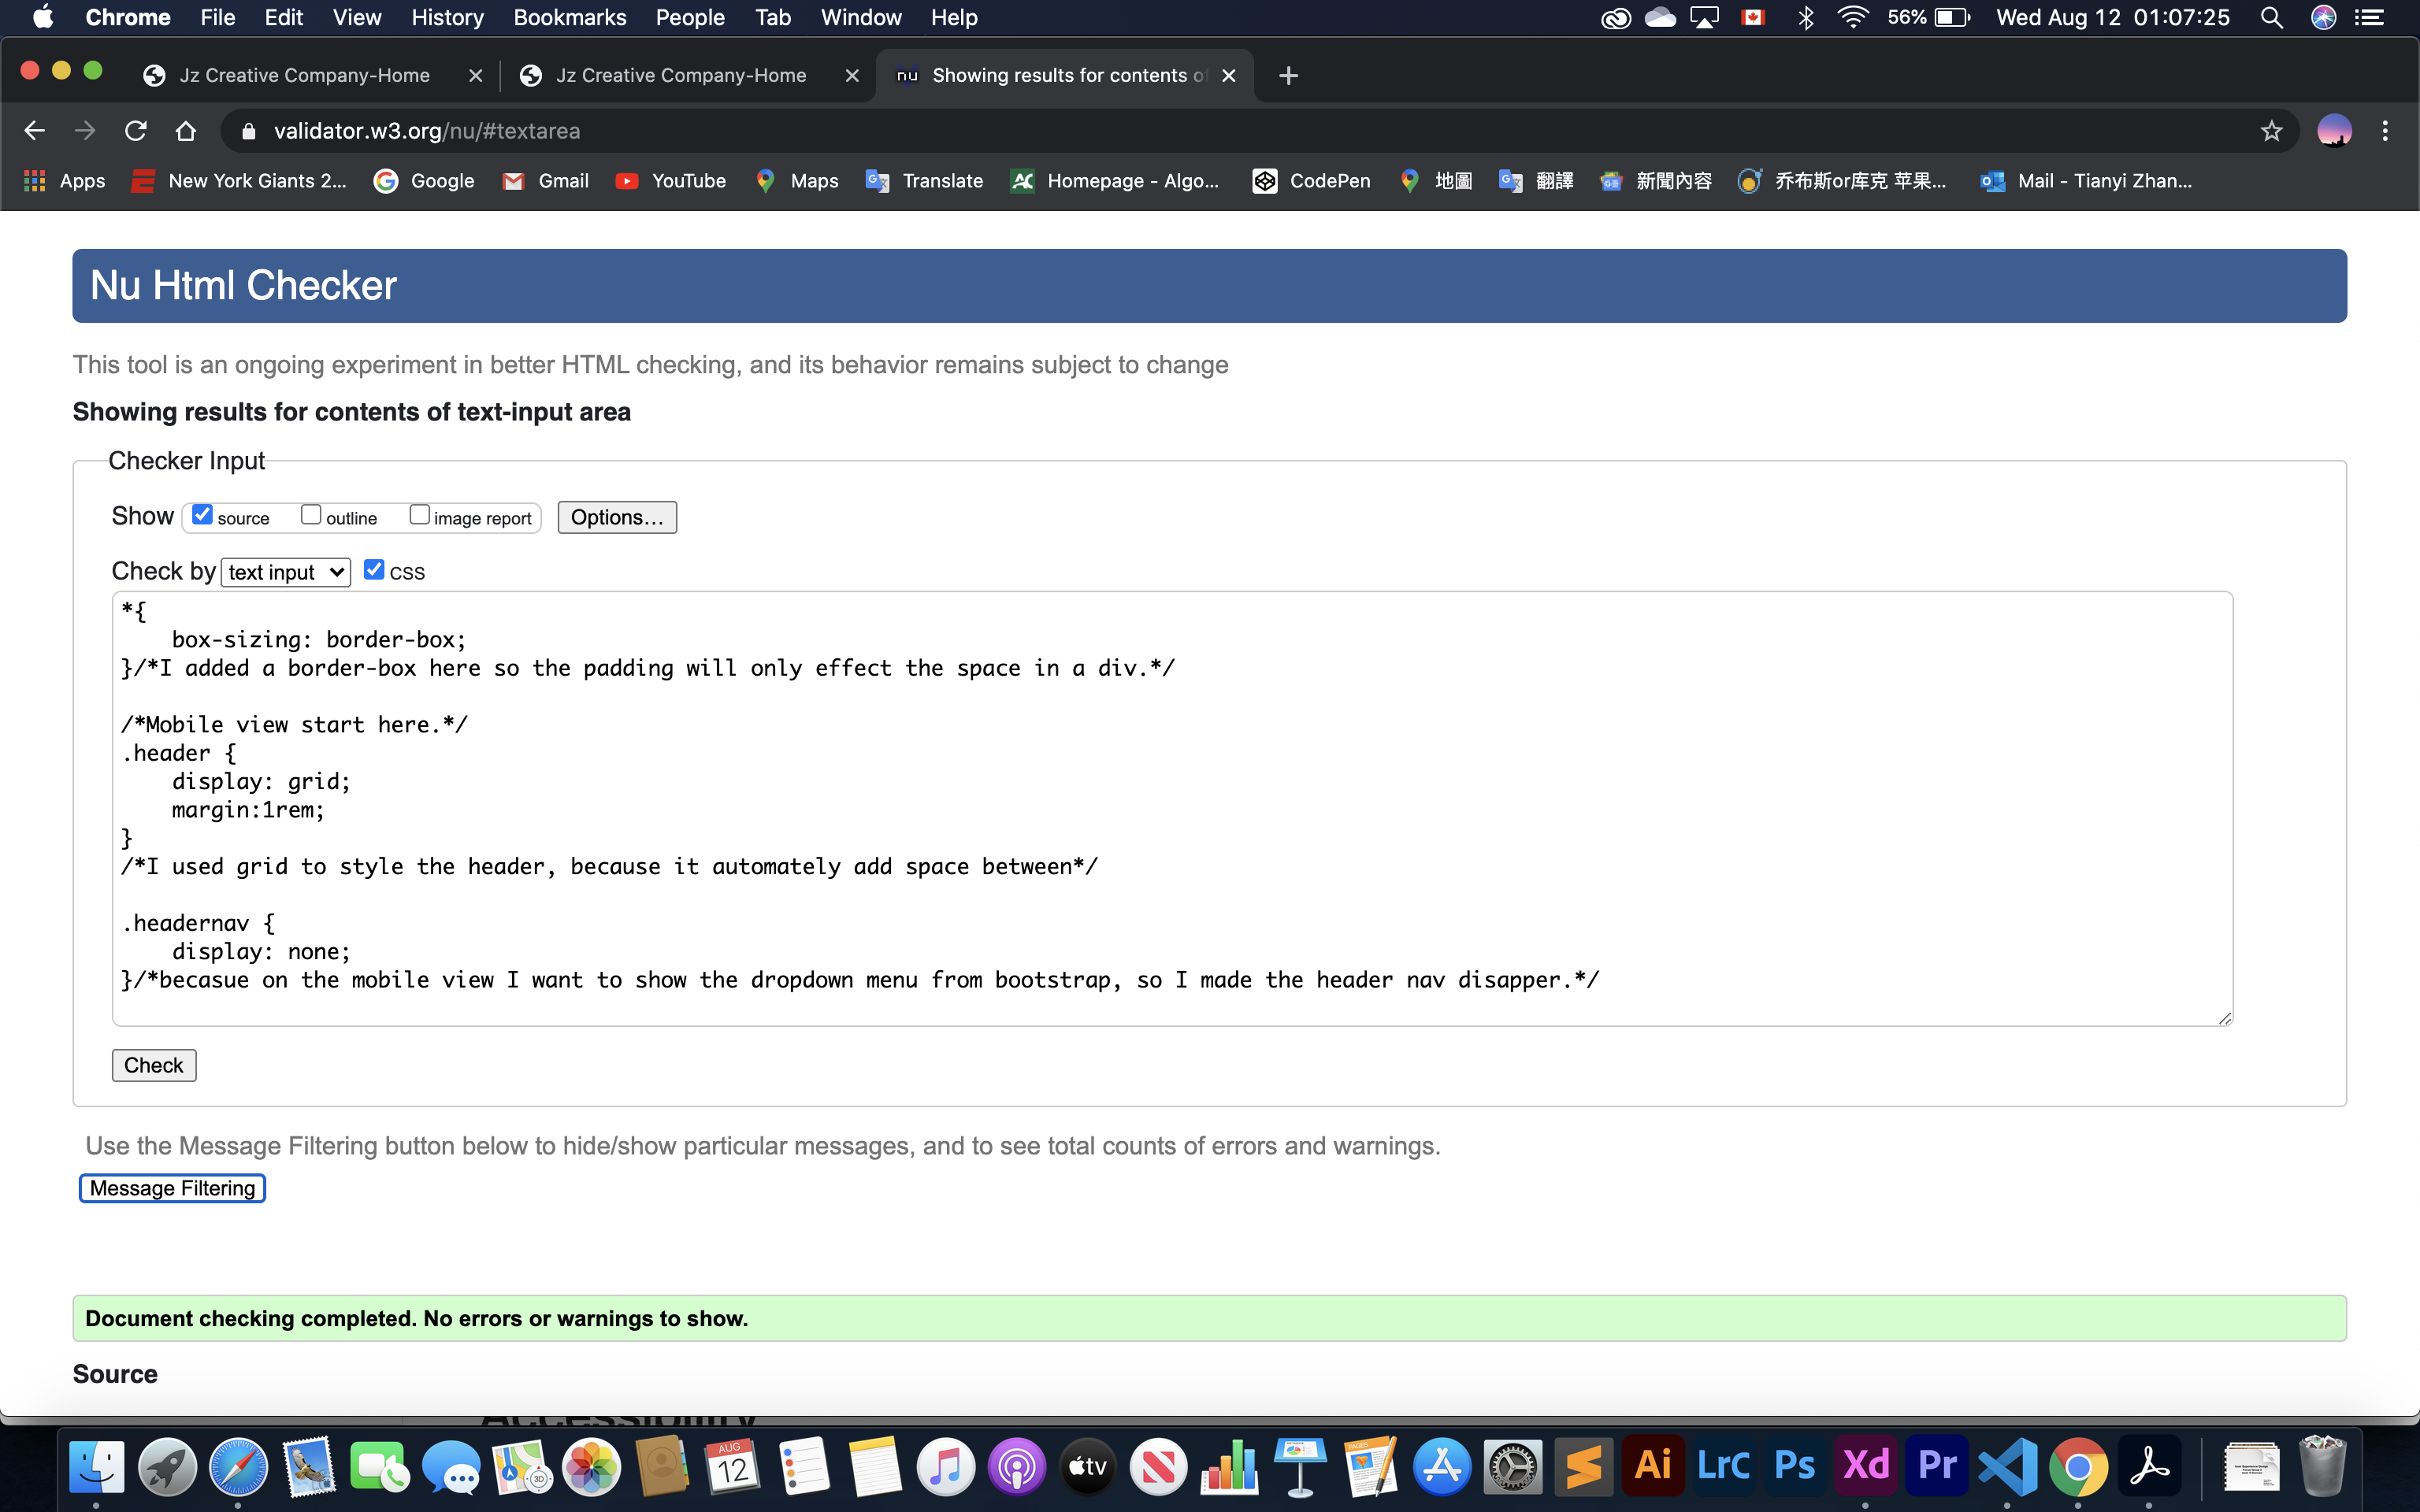 Chrome File Edit View History Bookmarks People Tab Window Help 56% Wed Aug 12 01:07:25
Jz Creative Company-Home Jz Creative Company-Home nu Showing results for contents of
validator.w3.org/nu/#textarea
Apps New York Giants 2... Google Gmail YouTube Maps Translate Homepage - Algo... CodePen 地圖 翻譯 新聞內容 乔布斯or库克 苹果... Mail - Tianyi Zhan...
Nu Html Checker
This tool is an ongoing experiment in better HTML checking, and its behavior remains subject to change
Showing results for contents of text-input area
Checker Input
Show source outline image report Options...
Check by text input CSS
*{
box-sizing: border-box;
}/*I added a border-box here so the padding will only effect the space in a div.*/
/*Mobile view start here.*/
.header {
display: grid;
margin:1rem;
}
/*I used grid to style the header, because it automately add space between*/
.headernav {
display: none;
}/*becasue on the mobile view I want to show the dropdown menu from bootstrap, so I made the header nav disapper.*/
Check
Use the Message Filtering button below to hide/show particular messages, and to see total counts of errors and warnings.
Message Filtering
Document checking completed. No errors or warnings to show.
Source
Accessibility
AUG
12
3D
tv
PAGES
Ai LrC Ps Xd Pr